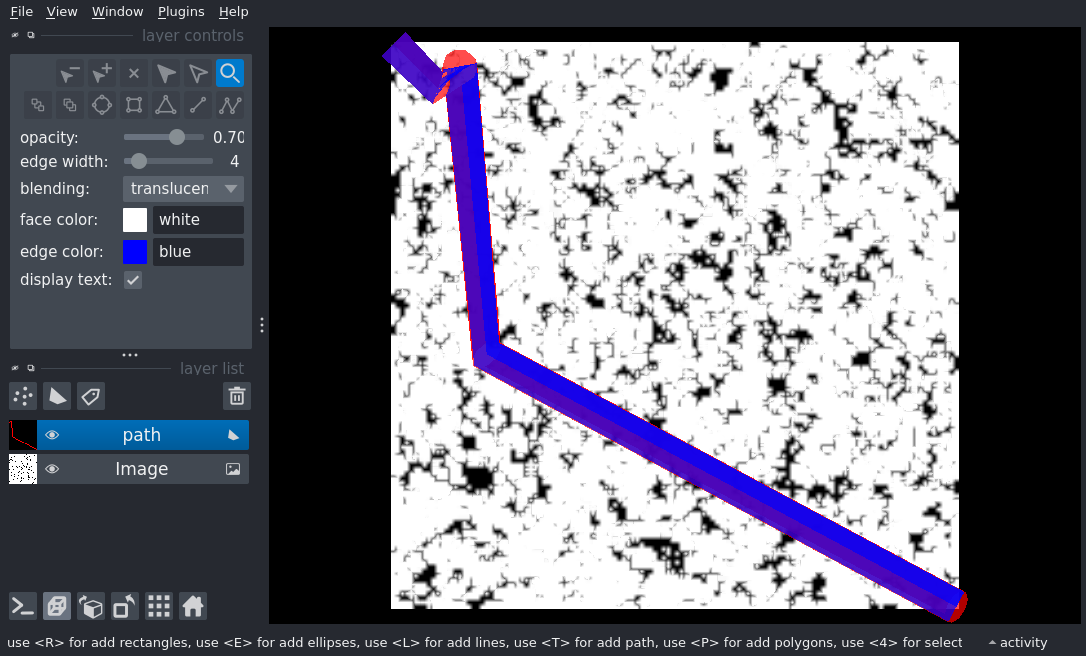 File View Window Plugins Help
layer controls
opacity: 0.70
edge width: 4
blending: translucen
face color: white
edge color: blue
display text:
layer list
path
Image
use <R> for add rectangles, use <E> for add ellipses, use <L> for add lines, use <T> for add path, use <P> for add polygons, use <4> for select activity